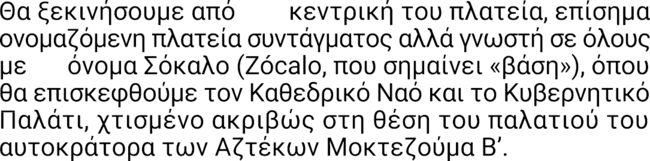 Θα ξεκινήσουμε από κεντρική του πλατεία, επίσημα
ονομαζόμενη πλατεία συντάγματος αλλά γνωστή σε όλους
με όνομα Σόκαλο (Zócalo, που σημαίνει «βάση»), όπου
θα επισκεφθούμε τον Καθεδρικό Ναό και το Κυβερνητικό
Παλάτι, χτισμένο ακριβώς στη θέση του παλατιού του
αυτοκράτορα των Αζτέκων Μοκτεζούμα Β’.